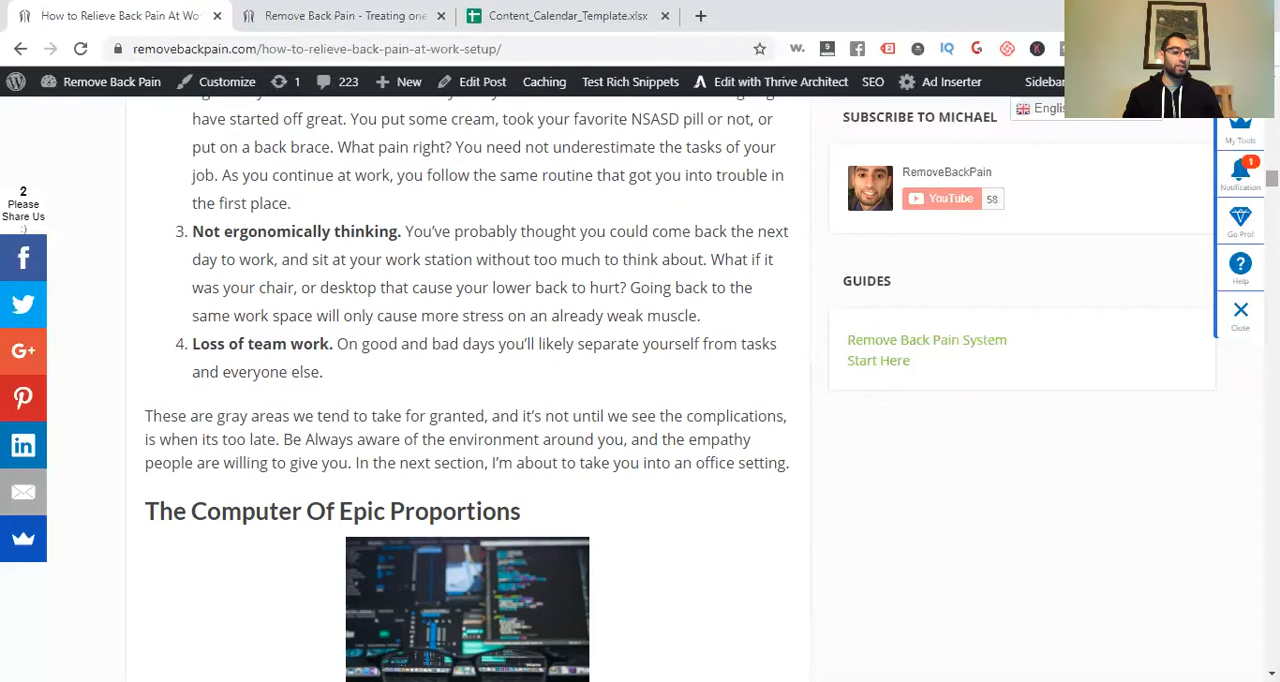 How to Relieve Back Pain At Wo
Remove Back Pain - Treating one
Content_Calendar_Template.xlsx
removebackpain.com/how-to-relieve-back-pain-at-work-setup/
w.
9
2
IQ
G
K
Remove Back Pain
Customize
1
223
New
Edit Post
Caching
Test Rich Snippets
Edit with Thrive Architect
SEO
Ad Inserter
Sidebar
have started off great. You put some cream, took your favorite NSASD pill or not, or
put on a back brace. What pain right? You need not underestimate the tasks of your
job. As you continue at work, you follow the same routine that got you into trouble in
the first place.
3. Not ergonomically thinking. You've probably thought you could come back the next
day to work, and sit at your work station without too much to think about. What if it
was your chair, or desktop that cause your lower back to hurt? Going back to the
same work space will only cause more stress on an already weak muscle.
4. Loss of team work. On good and bad days you'll likely separate yourself from tasks
and everyone else.
These are gray areas we tend to take for granted, and it's not until we see the complications,
is when its too late. Be Always aware of the environment around you, and the empathy
people are willing to give you. In the next section, I'm about to take you into an office setting.
The Computer Of Epic Proportions
2
Please
Share Us
:)
G+
SUBSCRIBE TO MICHAEL
English
RemoveBackPain
YouTube
58
GUIDES
Remove Back Pain System
Start Here
My Tools
1
Notification
Go Pro!
Help
Close